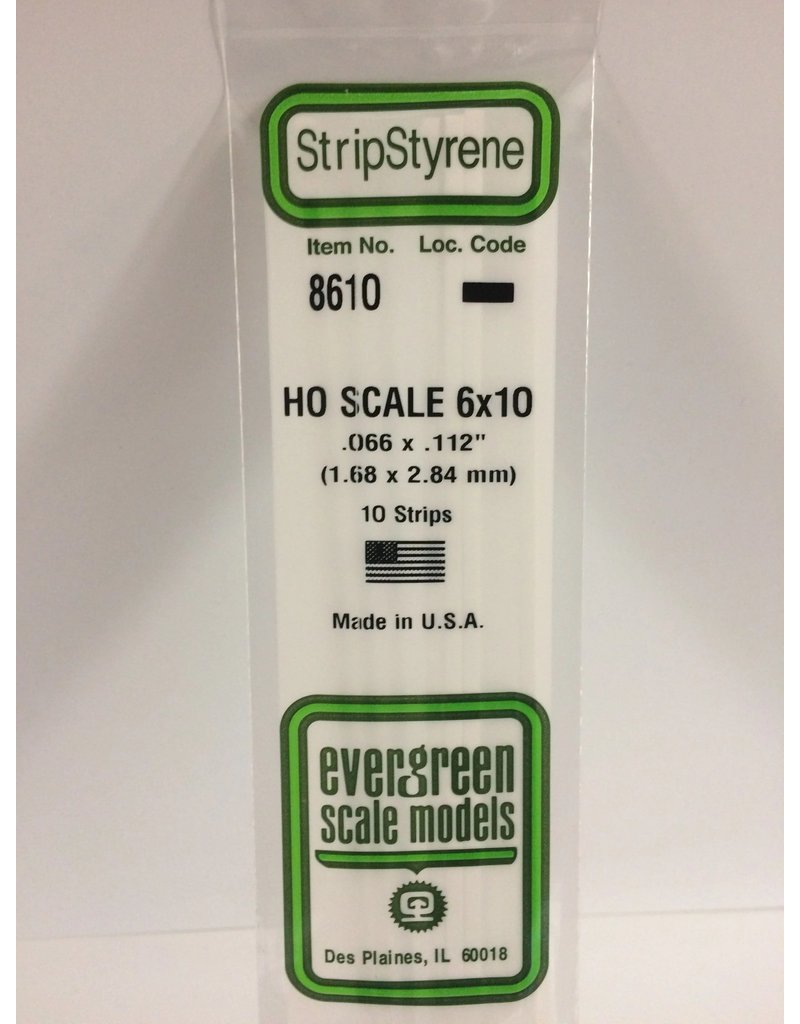 StripStyrene
Item No. Loc. Code
8610
HO SCALE 6x10
.066 x .112"
(1.68 x 2.84 mm)
10 Strips
Made in U.S.A.
evergreen
scale models
Des Plaines, IL 60018